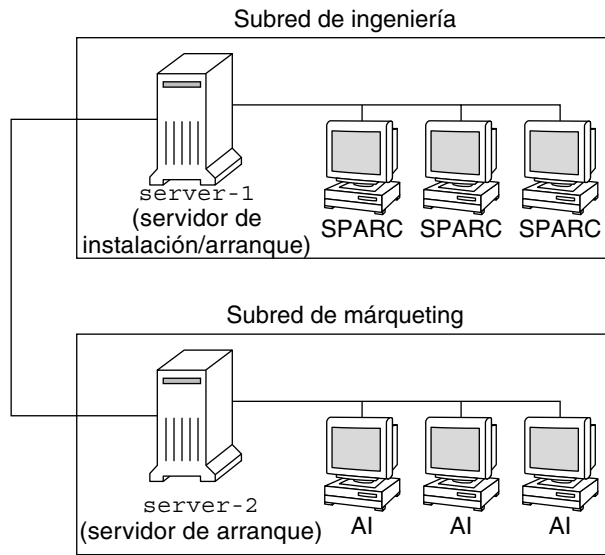 Subred de ingeniería
server-1
(servidor de
instalación/arranque)
SPARC SPARC SPARC
Subred de márqueting
server-2
(servidor de arranque)
AI AI AI